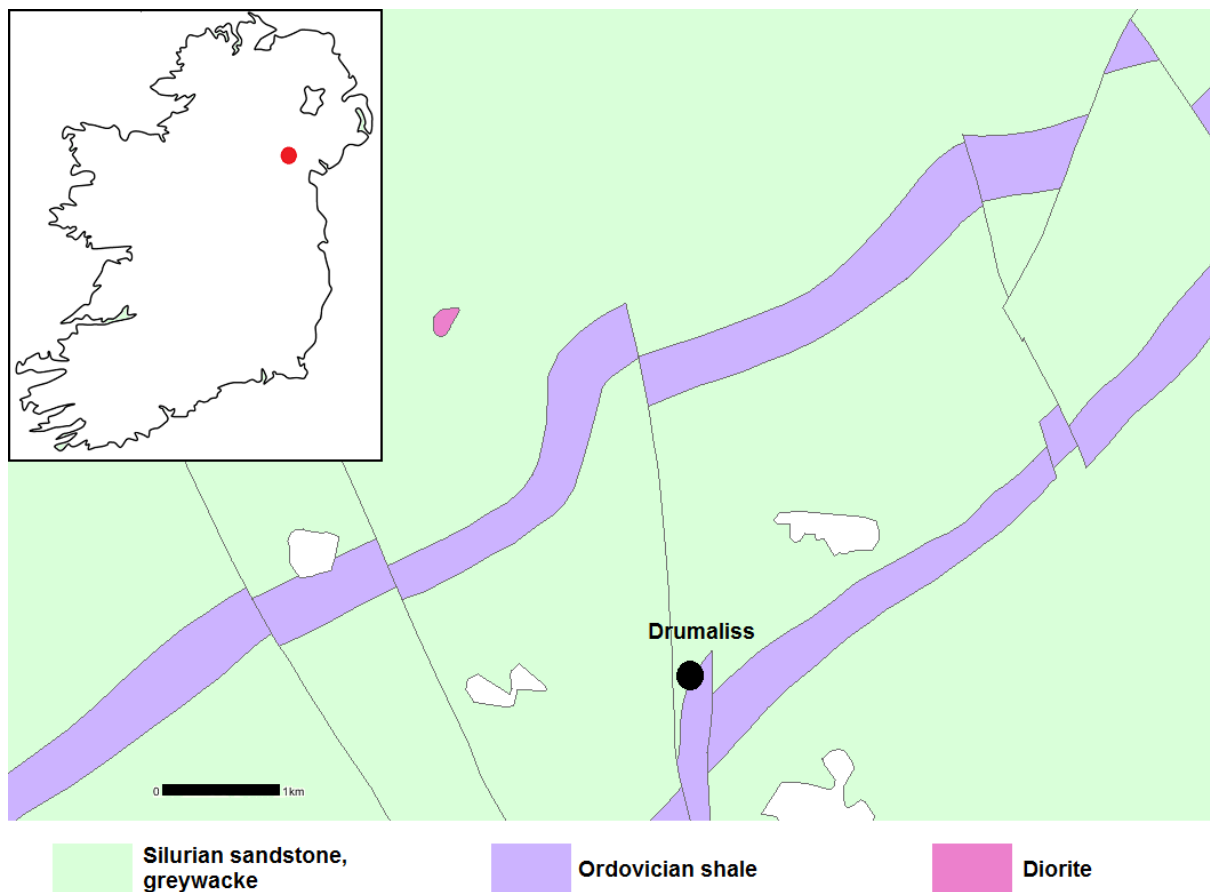 Drumaliss
0 1km
Silurian sandstone,
greywacke
Ordovician shale
Diorite